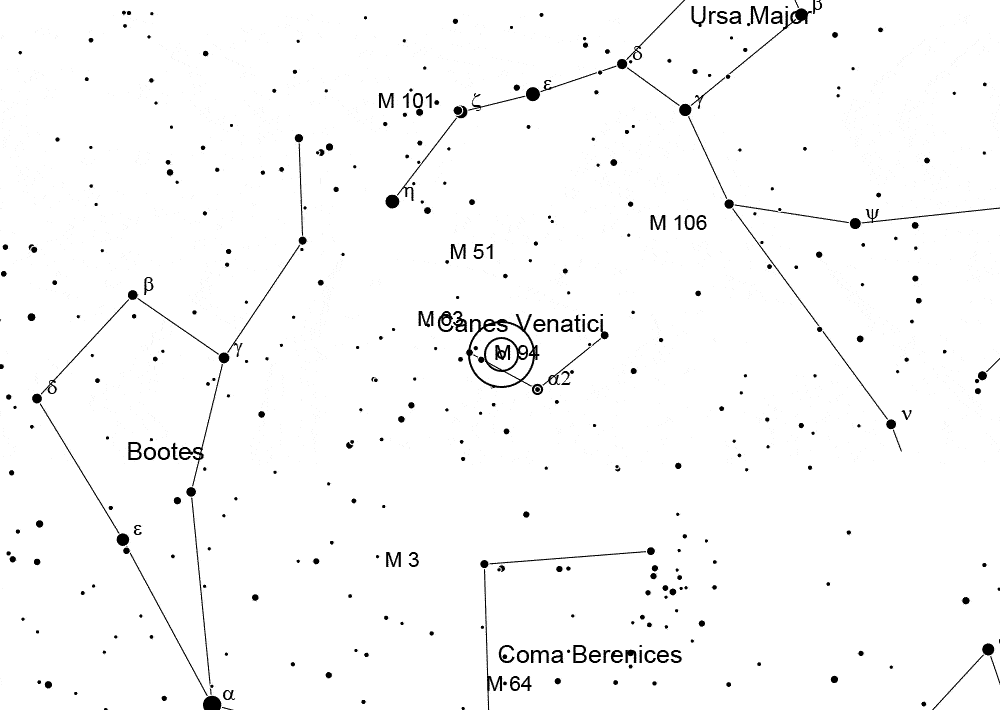 Ursa Major
β
δ
ε
ζ
M 101
γ
η
ψ
M 106
M 51
β
M 63
Canes Venatici
γ
M 94
α2
δ
ν
Bootes
ε
M 3
Coma Berenices
M 64
α